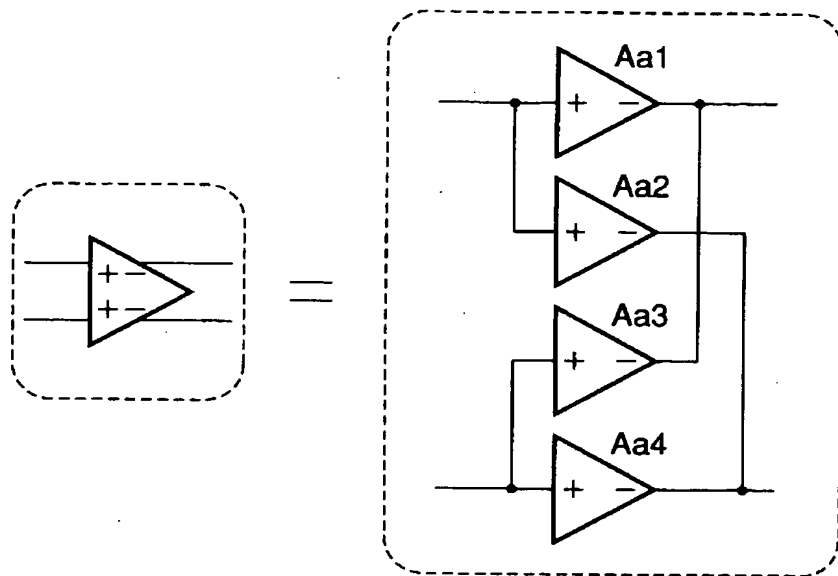 Aa1
+ −
Aa2
+ −
+ −
+ −
=
Aa3
+ −
Aa4
+ −